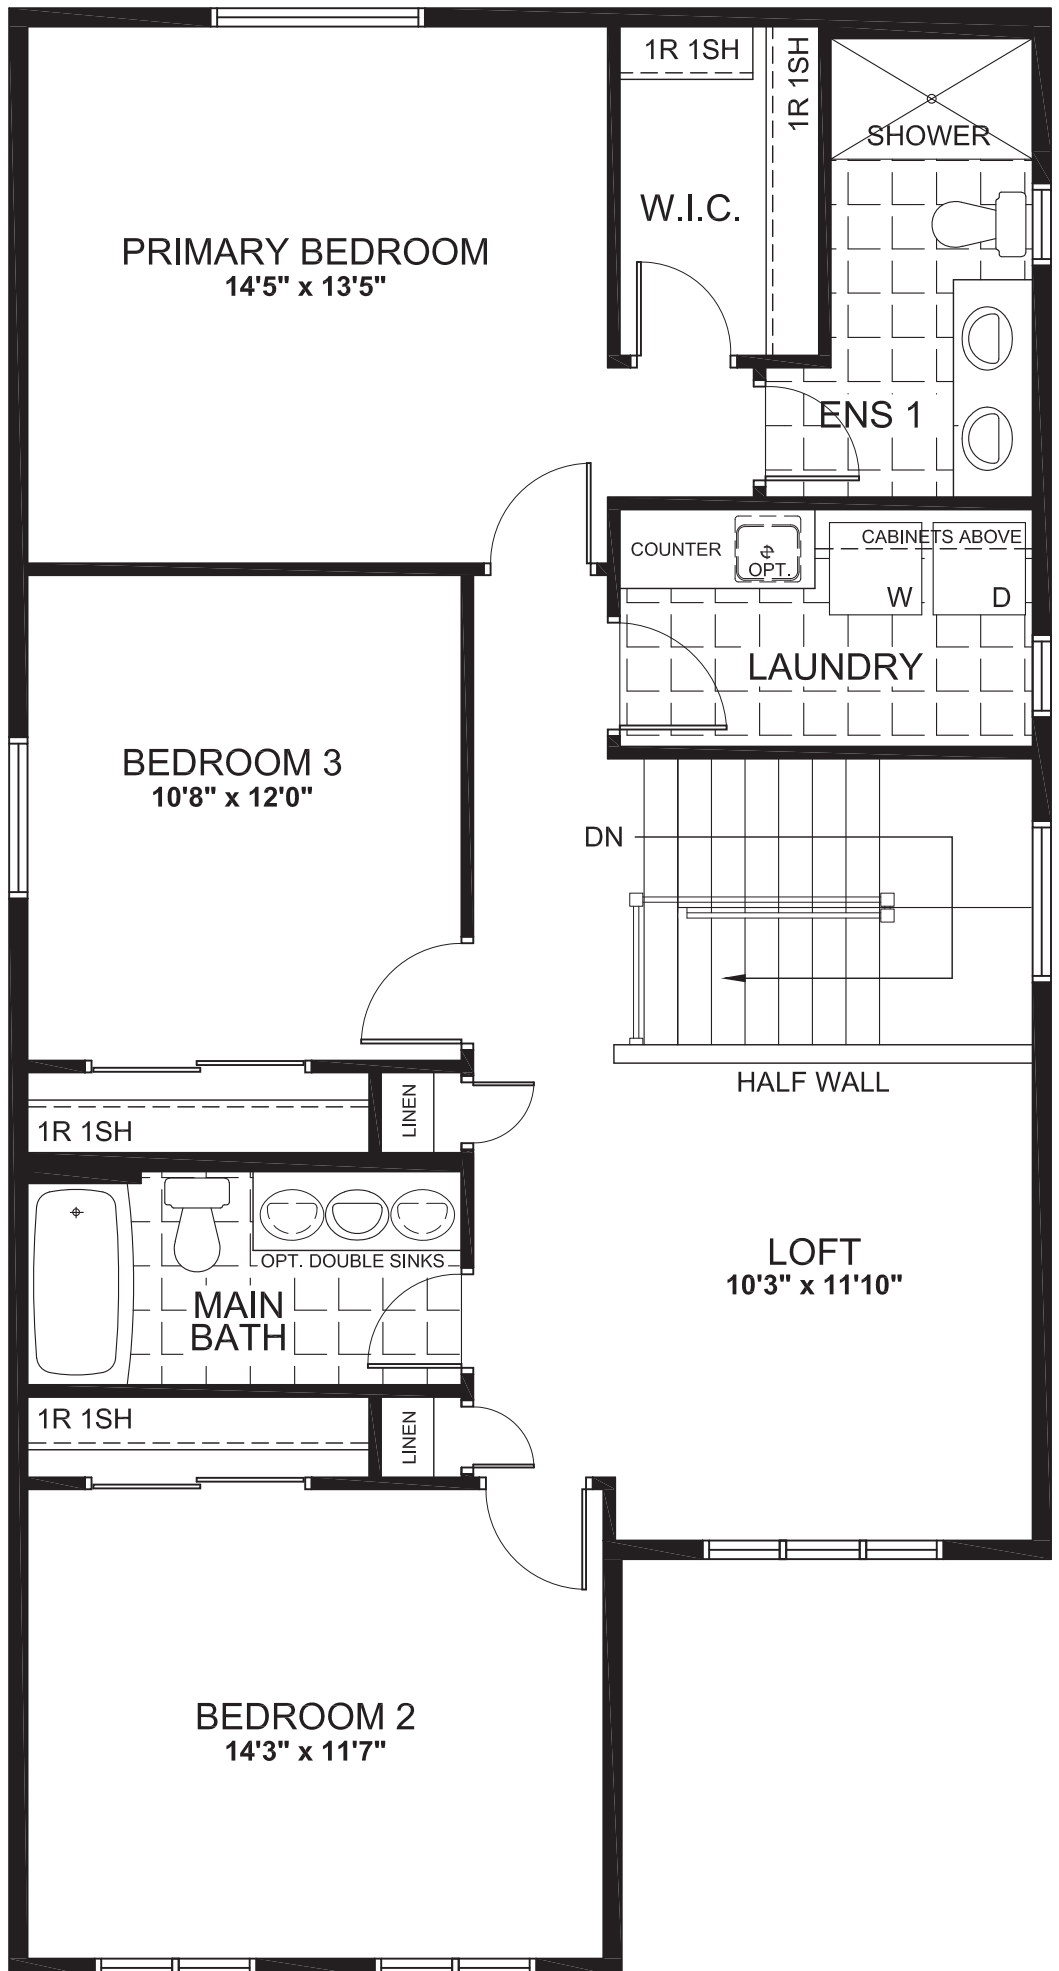 1R 1SH
1R 1SH
SHOWER
W.I.C.
PRIMARY BEDROOM
14'5" x 13'5"
ENS 1
COUNTER
OPT.
CABINETS ABOVE
W
D
LAUNDRY
BEDROOM 3
10'8" x 12'0"
DN
HALF WALL
1R 1SH
LINEN
OPT. DOUBLE SINKS
MAIN
BATH
LOFT
10'3" x 11'10"
1R 1SH
LINEN
BEDROOM 2
14'3" x 11'7"